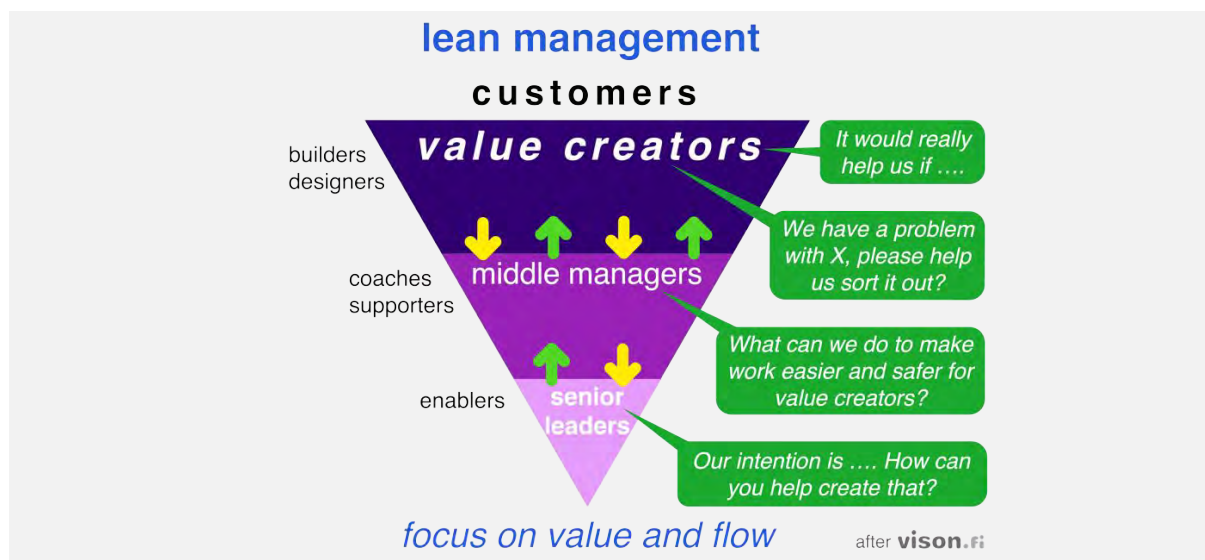 lean management
customers
value creators
builders
designers
It would really
help us if ....
We have a problem
with X, please help
us sort it out?
middle managers
coaches
supporters
What can we do to make
work easier and safer for
value creators?
senior
leaders
enablers
Our intention is .... How can
you help create that?
focus on value and flow
after vison.fi